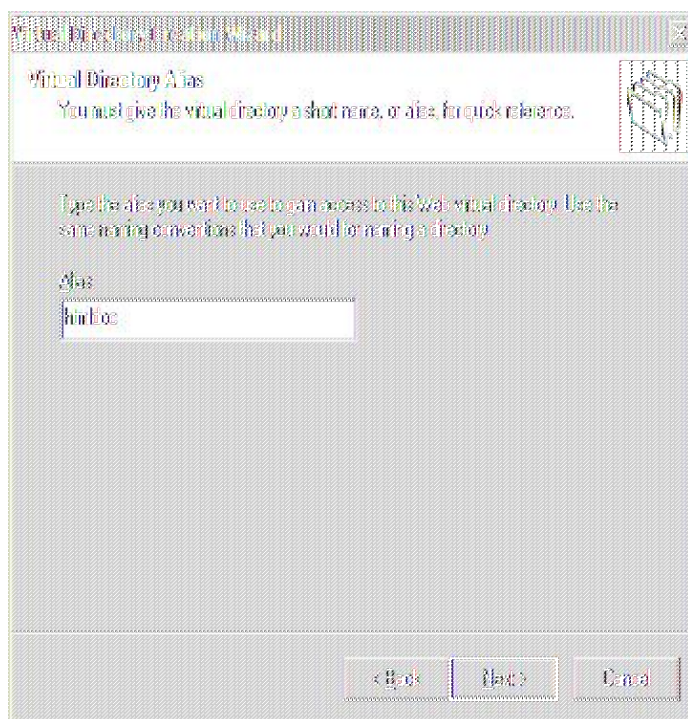 Virtual Directory Creation Wizard
Virtual Directory Alias
You must give the virtual directory a short name, or alias, for quick reference.
Type the alias you want to use to gain access to this Web virtual directory. Use the
same naming conventions that you would for naming a directory.
Alias:
htmldoc
< Back
Next >
Cancel